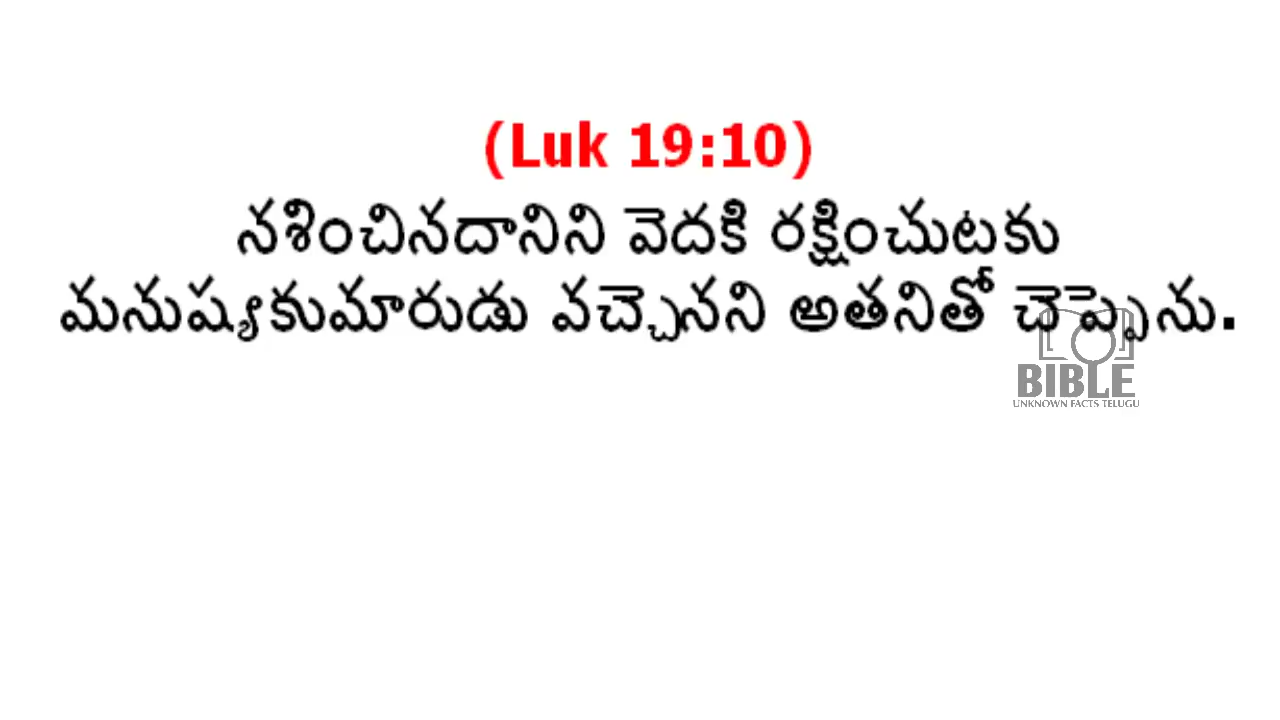 (Luk 19:10)
నశించినదానిని వెదకి రక్షించుటకు
మనుష్యకుమారుడు వచ్చెనని అతనితో చెప్పెను.
BIBLE
UNKNOWN FACTS TELUGU